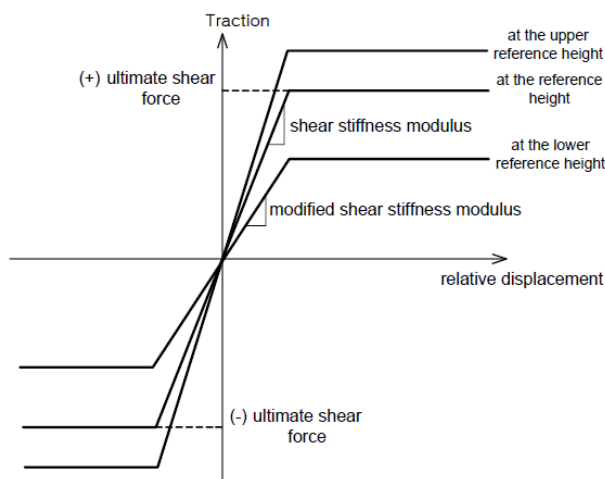 Traction
at the upper
reference height
(+) ultimate shear
force
at the reference
height
shear stiffness modulus
at the lower
reference height
modified shear stiffness modulus
relative displacement
(-) ultimate shear
force